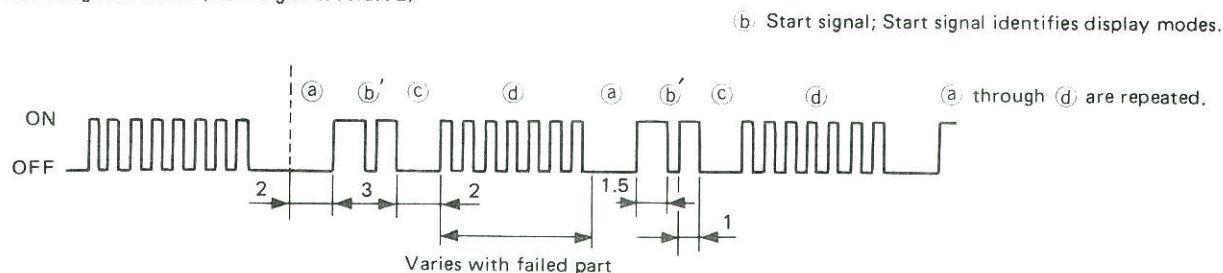 ⓑ Start signal; Start signal identifies display modes.
ⓐ ⓑ′ ⓒ ⓓ ⓐ ⓑ′ ⓒ ⓓ ⓐ through ⓓ are repeated.
ON
OFF
2 3 2 1.5
1
Varies with failed part